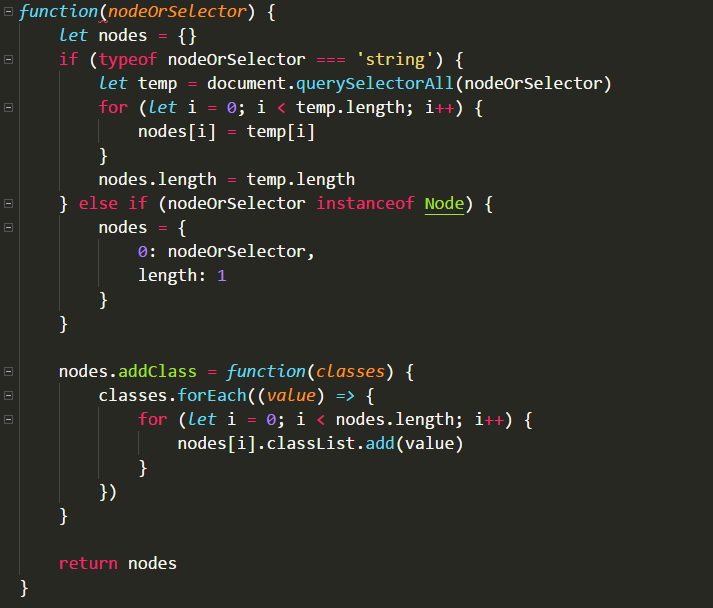 function(nodeOrSelector) {
    let nodes = {}
    if (typeof nodeOrSelector === 'string') {
        let temp = document.querySelectorAll(nodeOrSelector)
        for (let i = 0; i < temp.length; i++) {
            nodes[i] = temp[i]
        }
        nodes.length = temp.length
    } else if (nodeOrSelector instanceof Node) {
        nodes = {
            0: nodeOrSelector,
            length: 1
        }
    }

    nodes.addClass = function(classes) {
        classes.forEach((value) => {
            for (let i = 0; i < nodes.length; i++) {
                nodes[i].classList.add(value)
            }
        })
    }

    return nodes
}